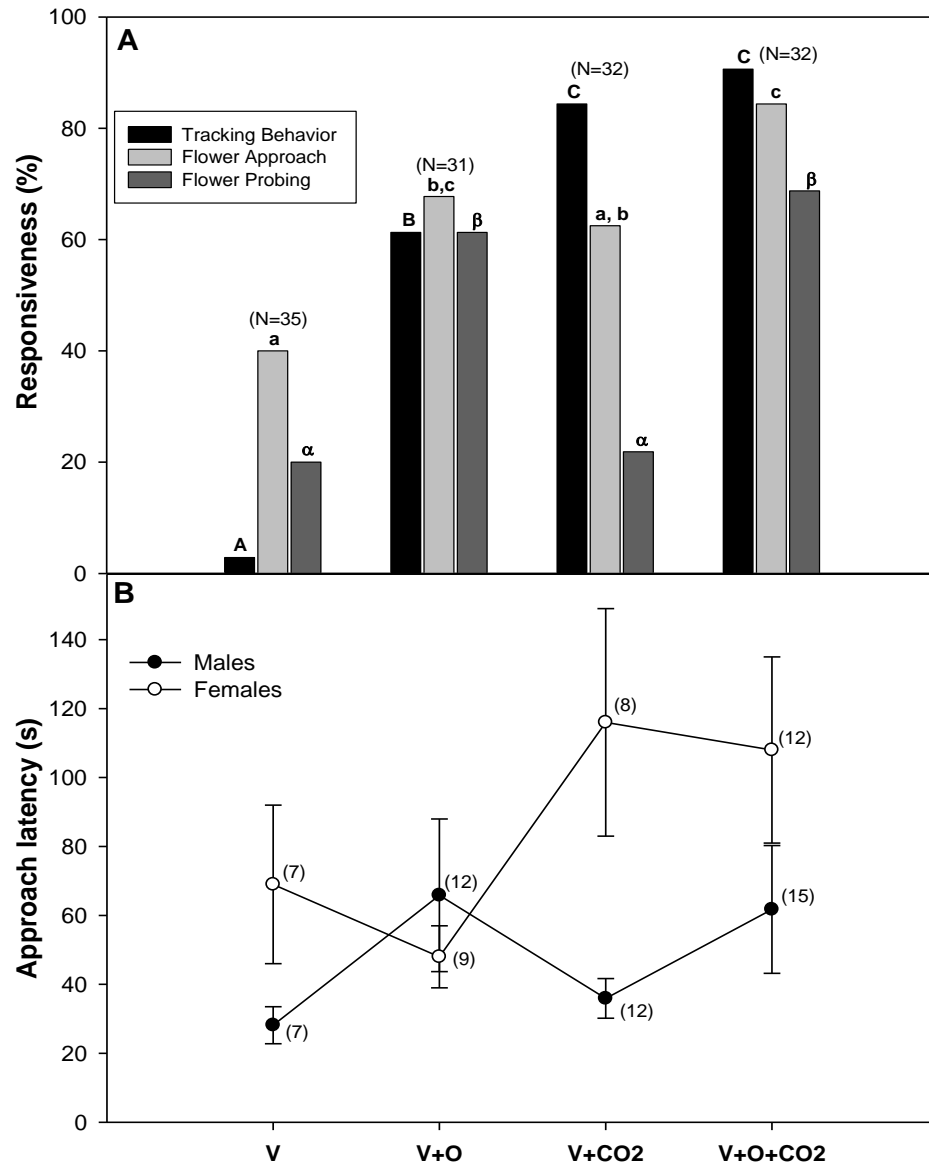 A
Responsiveness (%)
100
80
60
40
20
0
Tracking Behavior
Flower Approach
Flower Probing
(N=35)
A
a
α
(N=31)
B
b,c
β
(N=32)
C
a, b
α
(N=32)
C
c
β
B
Approach latency (s)
140
120
100
80
60
40
20
0
Males
Females
(7)
(7)
(12)
(9)
(8)
(12)
(12)
(15)
V
V+O
V+CO2
V+O+CO2